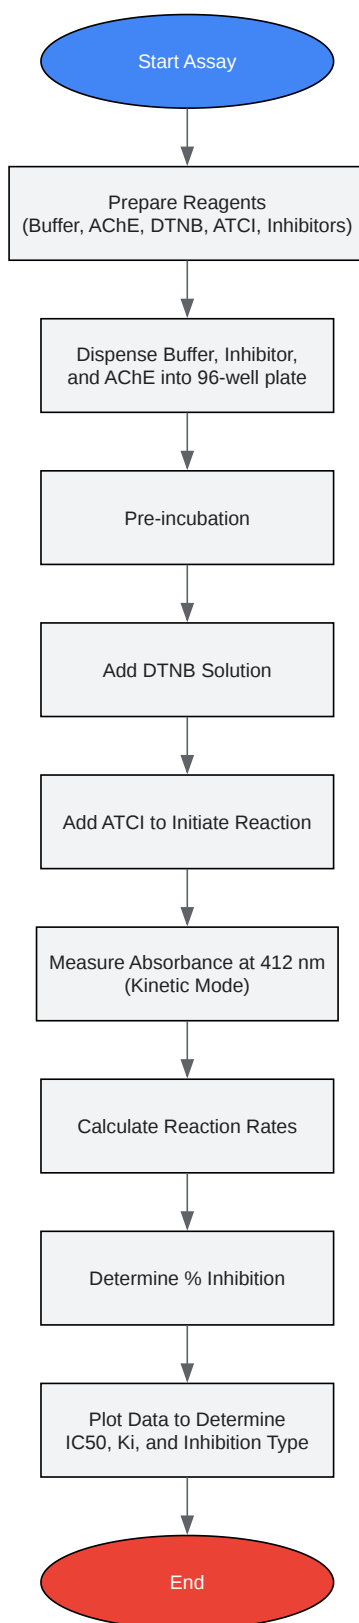 Start Assay
Prepare Reagents
(Buffer, AChE, DTNB, ATCI, Inhibitors)
Dispense Buffer, Inhibitor,
and AChE into 96-well plate
Pre-incubation
Add DTNB Solution
Add ATCI to Initiate Reaction
Measure Absorbance at 412 nm
(Kinetic Mode)
Calculate Reaction Rates
Determine % Inhibition
Plot Data to Determine
IC50, Ki, and Inhibition Type
End